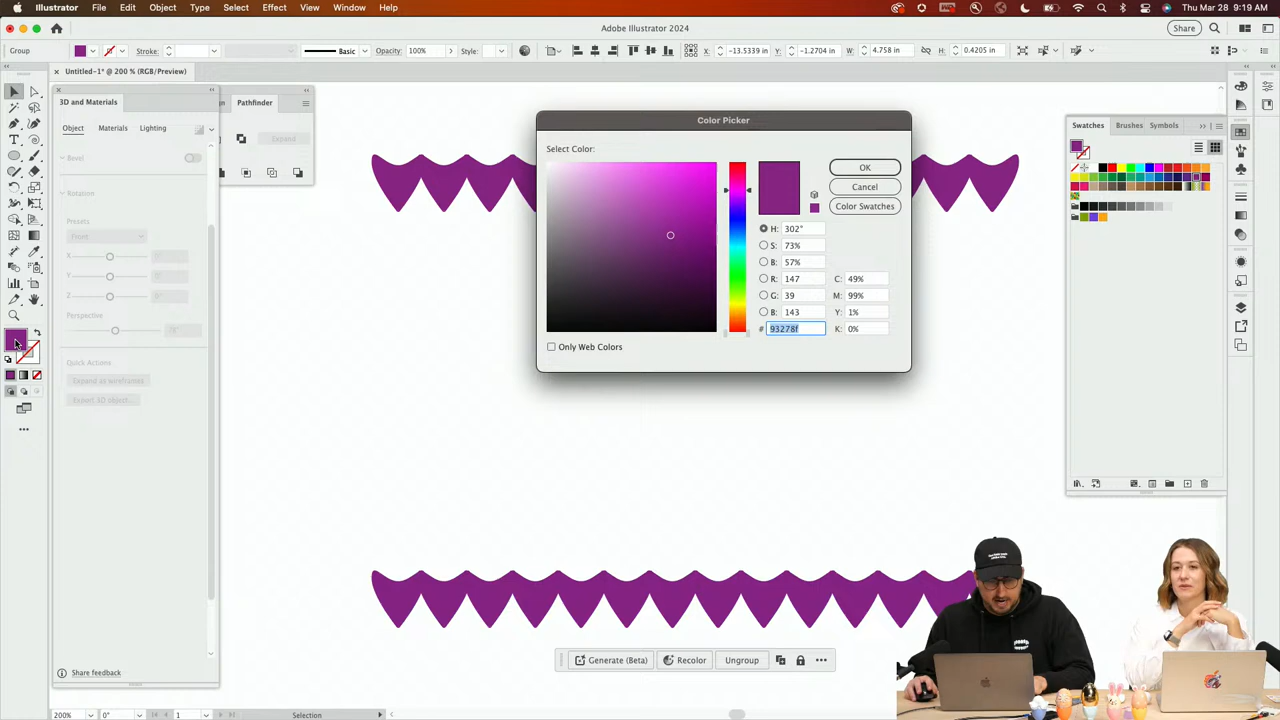 Illustrator File Edit Object Type Select Effect View Window Help Thu Mar 28 9:19 AM
Adobe Illustrator 2024 Share
Group Stroke: Basic Opacity: 100% Style: X: -13.5339 in Y: -1.2704 in W: 4.758 in H: 0.4205 in
Untitled-1* @ 200 % (RGB/Preview)
3D and Materials Pathfinder
Object Materials Lighting
Expand
Bevel
Rotation
Presets
Front
X
Y
Z
Perspective
Quick Actions
Expand as wireframes
Export 3D object...
Share feedback
Color Picker
Select Color:
OK
Cancel
Color Swatches
H: 302°
S: 73%
B: 57%
R: 147 C: 49%
G: 39 M: 99%
B: 143 Y: 1%
# 93278f K: 0%
Only Web Colors
Swatches Brushes Symbols
Generate (Beta) Recolor Ungroup
200% 0° 1 Selection